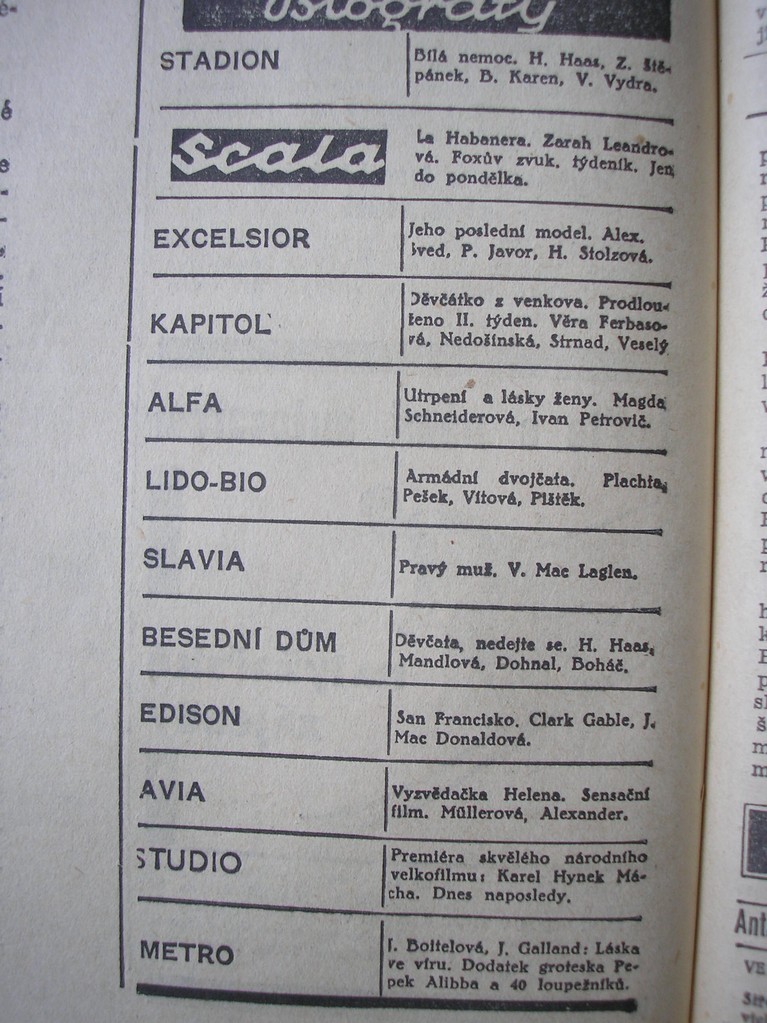 Biografy
STADION
Bílá nemoc. H. Haas, Z. Ště-
pánek, B. Karen, V. Vydra.
Scala
La Habanera. Zarah Leandro-
vá. Foxův zvuk. týdeník. Jen
do pondělka.
EXCELSIOR
Jeho poslední model. Alex.
Sved, P. Javor, H. Stolzová.
KAPITOL
Děvčátko z venkova. Prodlou-
ženo II. týden. Věra Ferbaso-
vá, Nedošínská, Strnad, Veselý
ALFA
Utrpení a lásky ženy. Magda
Schneiderová, Ivan Petrovič.
LIDO-BIO
Armádní dvojčata. Plachta,
Pešek, Vítová, Pištěk.
SLAVIA
Pravý muž. V. Mac Laglen.
BESEDNÍ DŮM
Děvčata, nedejte se. H. Haas,
Mandlová, Dohnal, Boháč.
EDISON
San Francisko. Clark Gable, J.
Mac Donaldová.
AVIA
Vyzvědačka Helena. Sensační
film. Müllerová, Alexander.
STUDIO
Premiéra skvělého národního
velkofilmu: Karel Hynek Má-
cha. Dnes naposledy.
METRO
J. Boitelová, J. Galland: Láska
ve víru. Dodatek groteska Pe-
pek Alibba a 40 loupežníků.
Ant